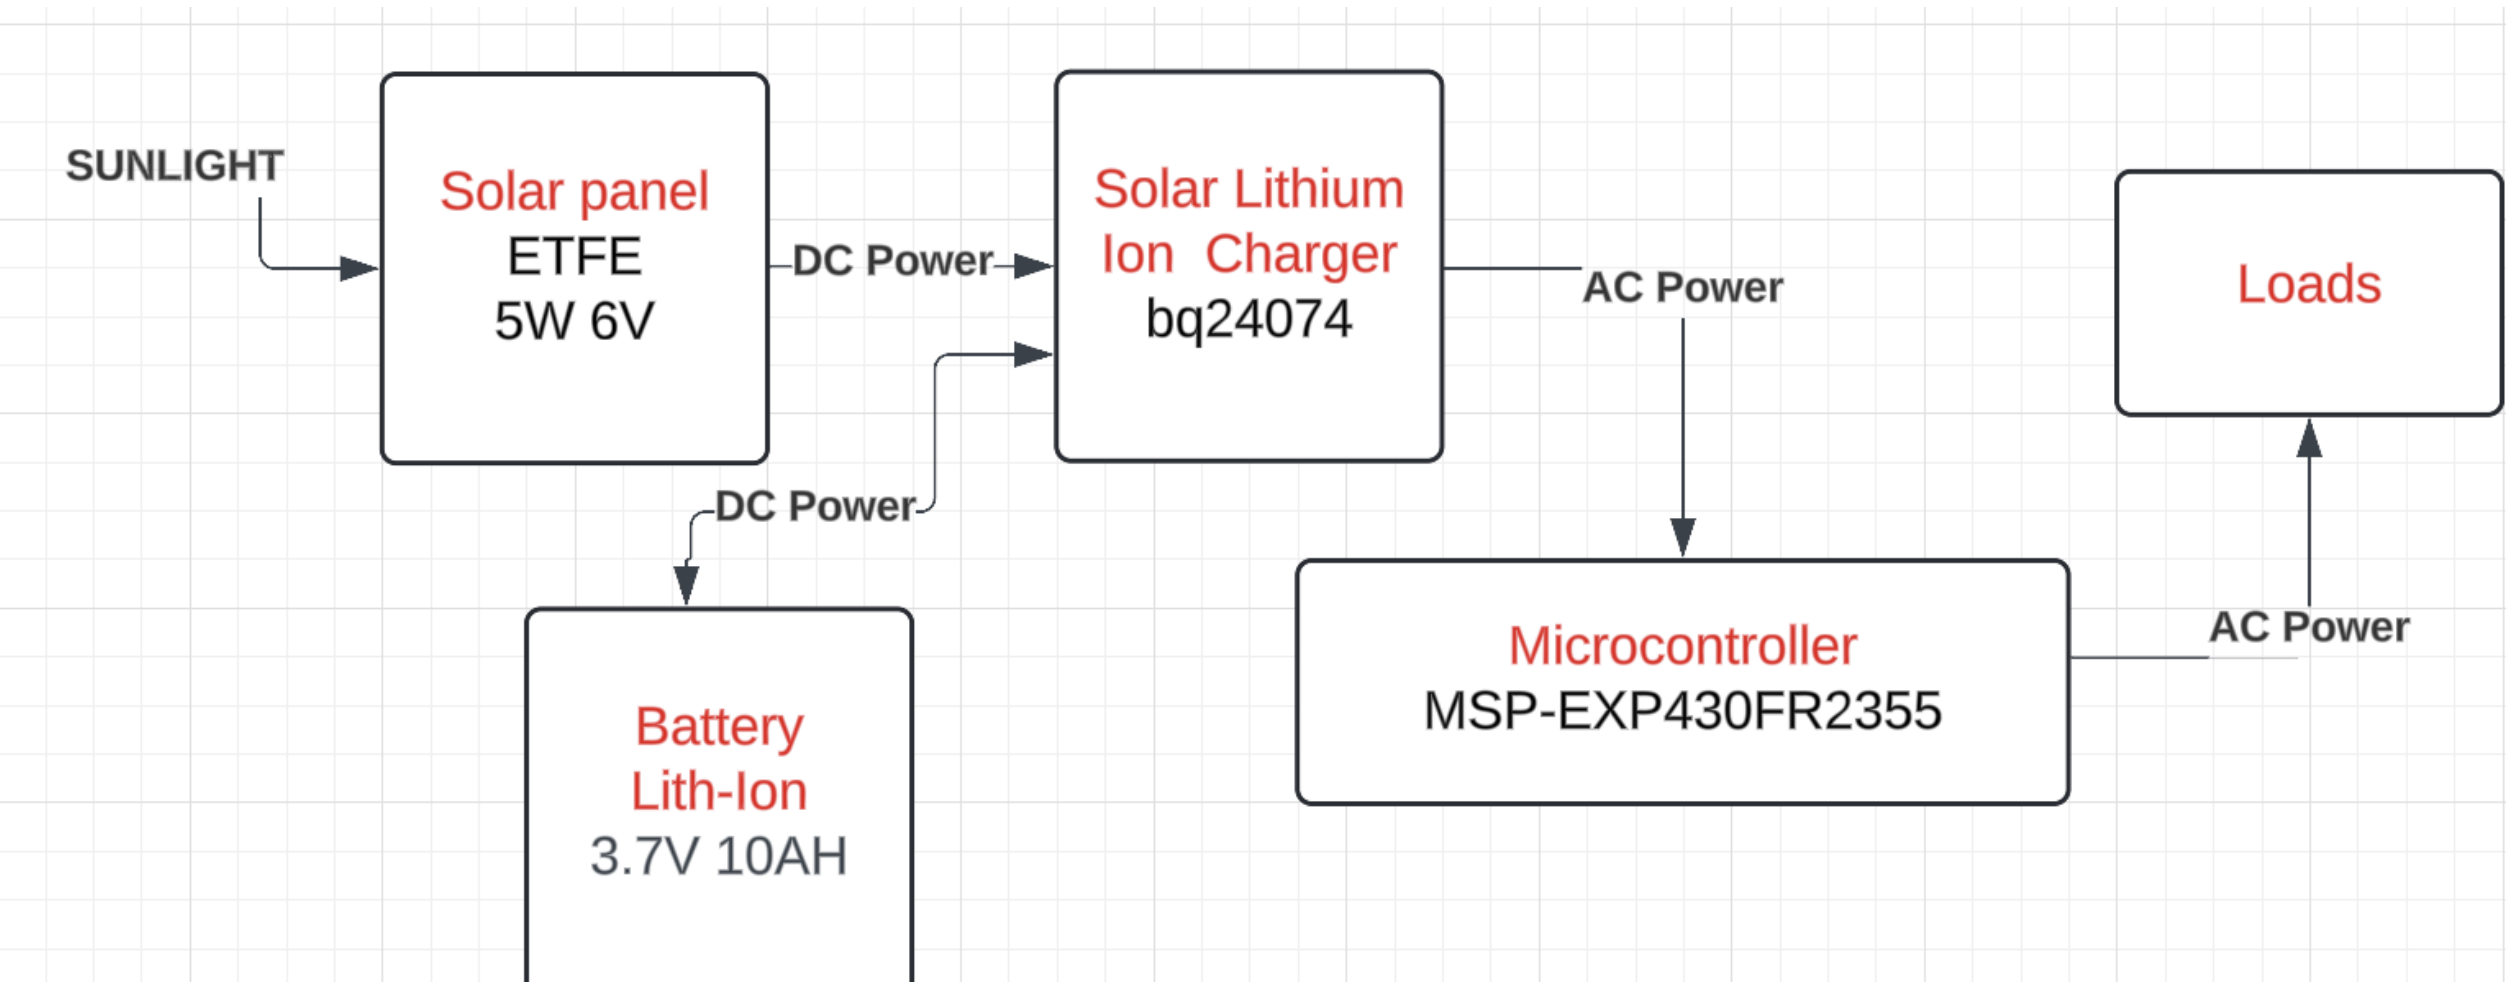 SUNLIGHT
Solar panel
ETFE
5W 6V
DC Power
Solar Lithium
Ion  Charger
bq24074
AC Power
Loads
DC Power
Battery
Lith-Ion
3.7V 10AH
Microcontroller
MSP-EXP430FR2355
AC Power